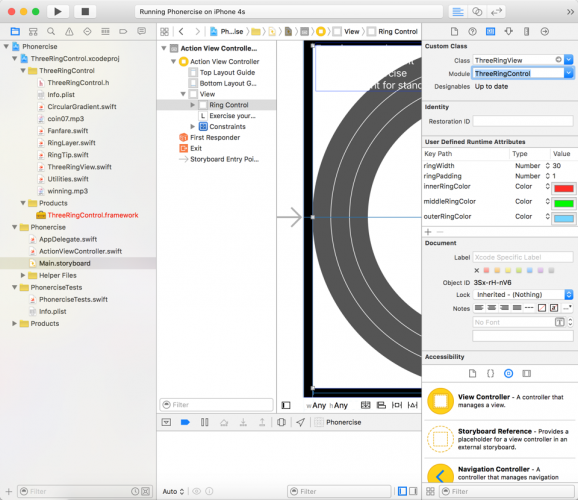 Running Phonercise on iPhone 4s
Phonercise
ThreeRingControl.xcodeproj
ThreeRingControl
ThreeRingControl.h
Info.plist
CircularGradient.swift
coin07.mp3
Fanfare.swift
RingLayer.swift
RingTip.swift
ThreeRingView.swift
Utilities.swift
winning.mp3
Products
ThreeRingControl.framework
Phonercise
AppDelegate.swift
ActionViewController.swift
Main.storyboard
Helper Files
PhonerciseTests
PhonerciseTests.swift
Info.plist
Products
Filter
Ph...ise
View
Ring Control
Action View Controlle...
Action View Controller
Top Layout Guide
Bottom Layout G...
View
Ring Control
L Exercise your...
Constraints
First Responder
Exit
Storyboard Entry Poi...
Filter
ercise
ht for stand
wAny hAny
Phonercise
Auto
Filter
Custom Class
Class ThreeRingView
Module ThreeRingControl
Designables Up to date
Identity
Restoration ID
User Defined Runtime Attributes
Key Path Type Value
ringWidth Number 30
ringPadding Number 1
innerRingColor Color
middleRingColor Color
outerRingColor Color
Document
Label Xcode Specific Label
Object ID 3Sx-rH-nV6
Lock Inherited - (Nothing)
Notes
No Font
Accessibility
View Controller - A controller that
manages a view.
Storyboard Reference - Provides a
placeholder for a view controller in an
external storyboard.
Navigation Controller - A
controller that manages navigation
Filter